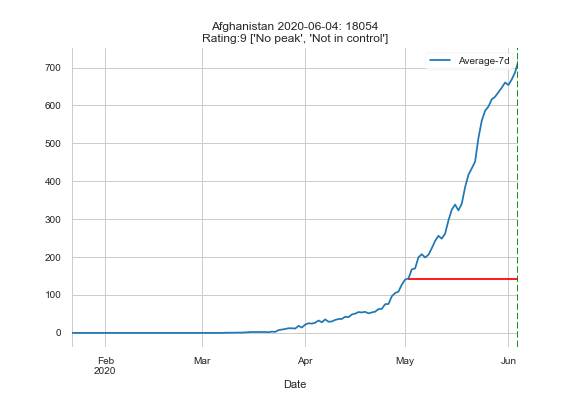 Afghanistan 2020-06-04: 18054
Rating:9 ['No peak', 'Not in control']
Average-7d
700
600
500
400
300
200
100
0
Feb
2020
Mar
Apr
May
Jun
Date